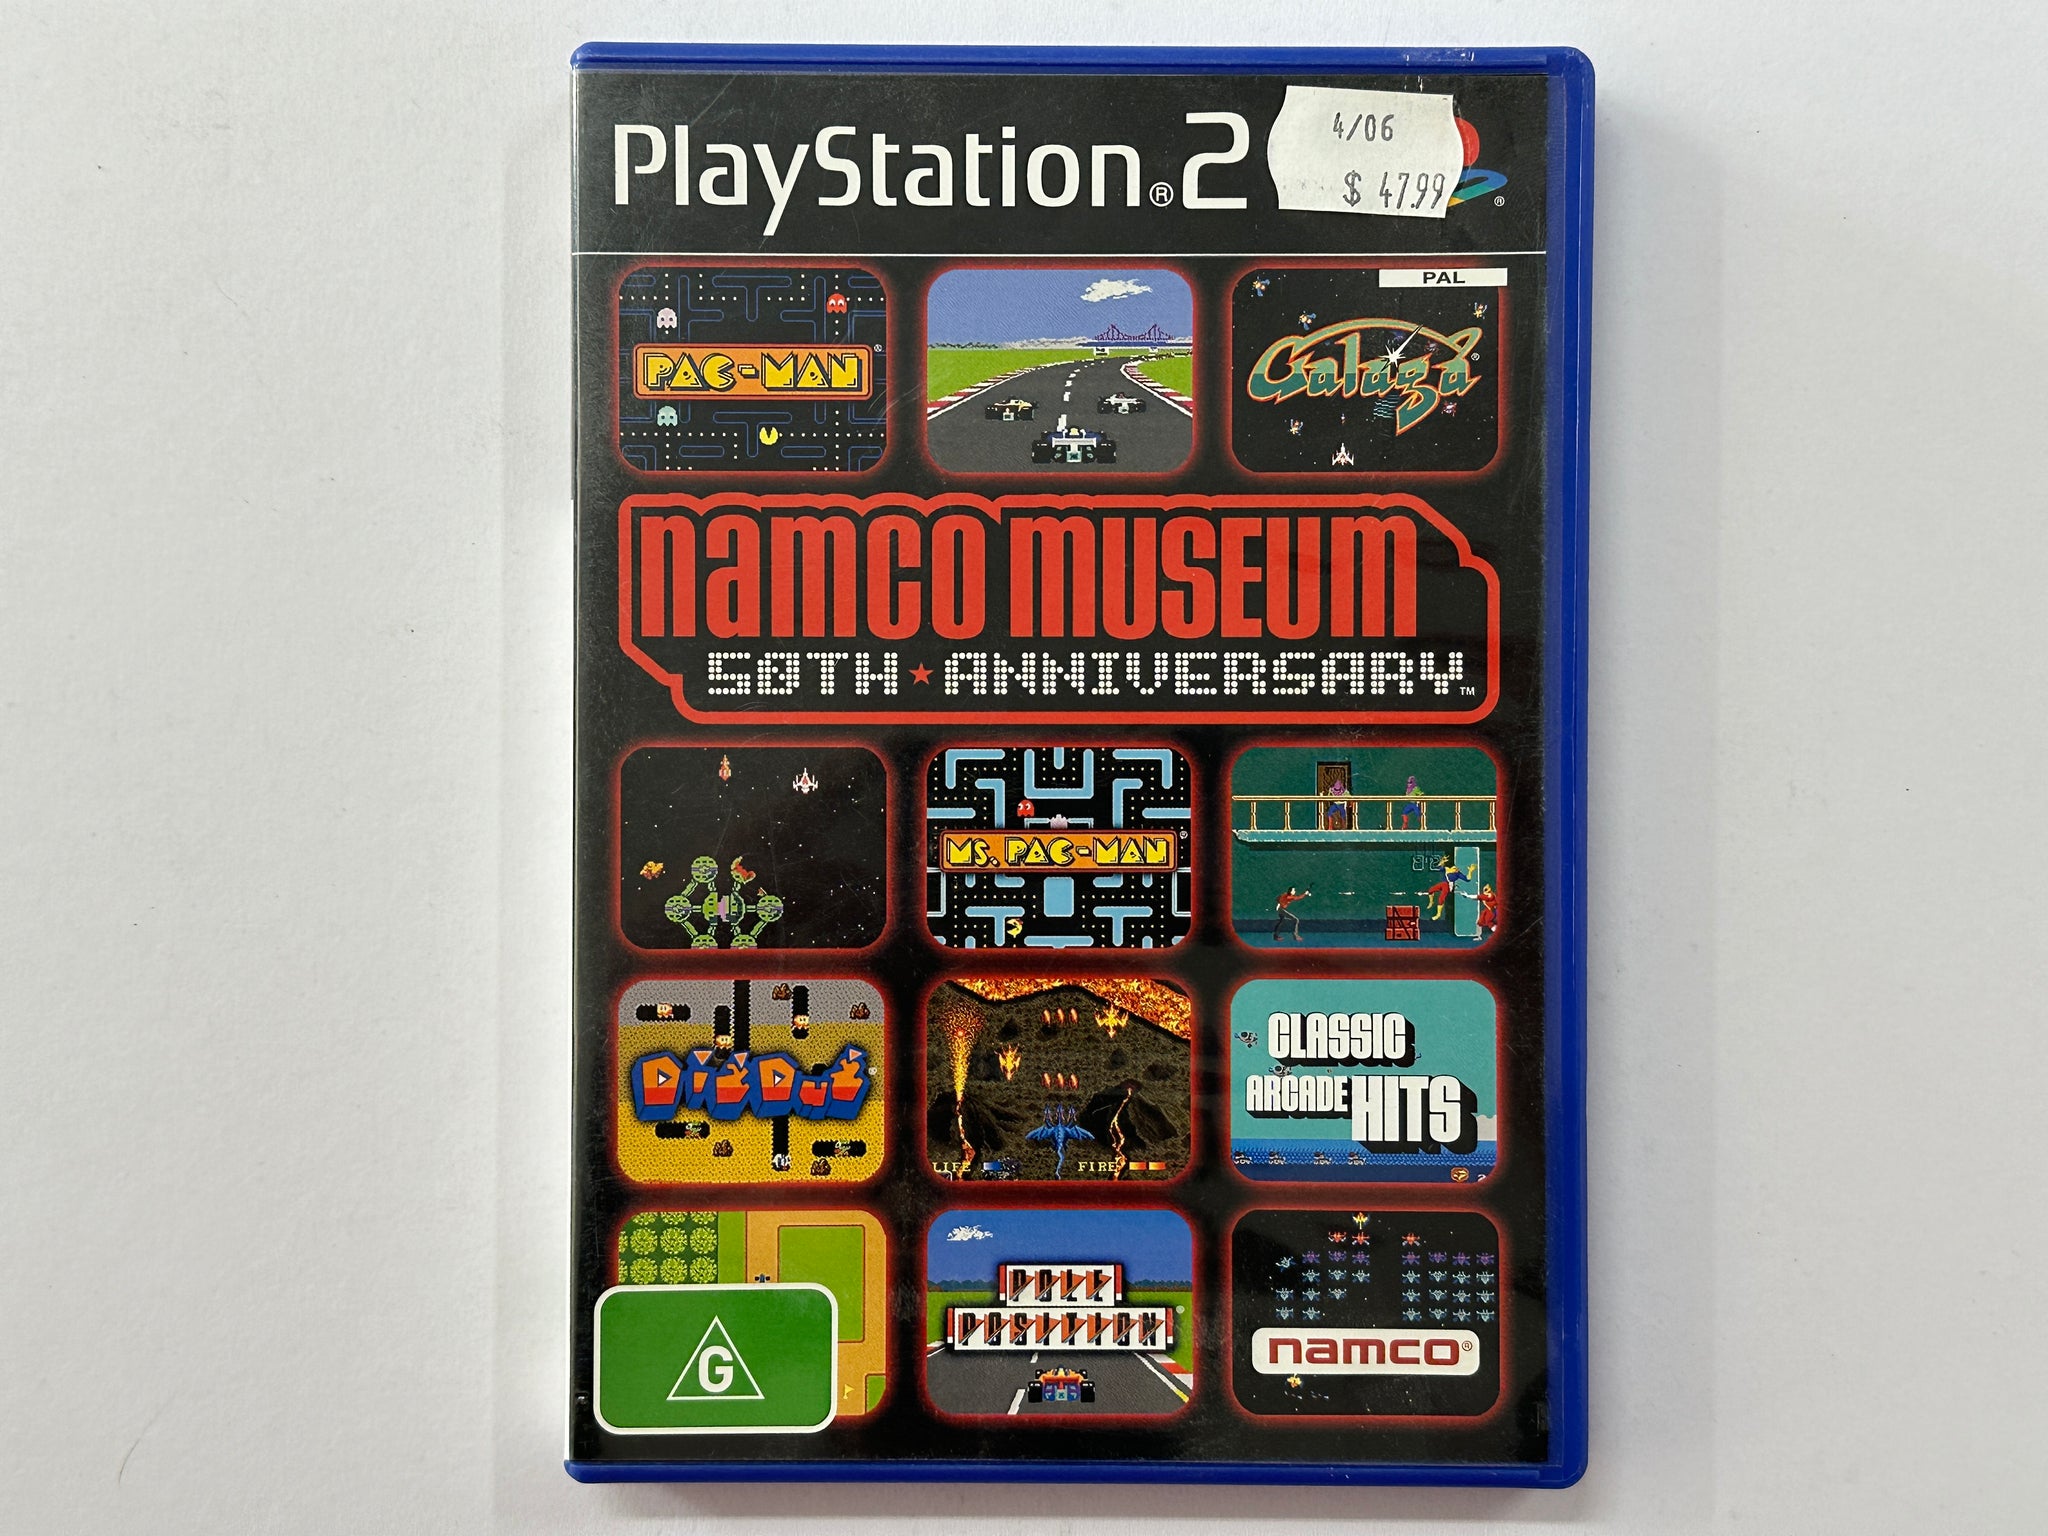 PlayStation®2
4/06
$ 47.99
®
PAL
PAC-MAN®
Galaga®
namco museum
50TH ★ ANNIVERSARY™
MS. PAC-MAN®
DIG DUG®
LIFE
FIRE
CLASSIC
ARCADE HITS
POLE
POSITION®
G
namco®